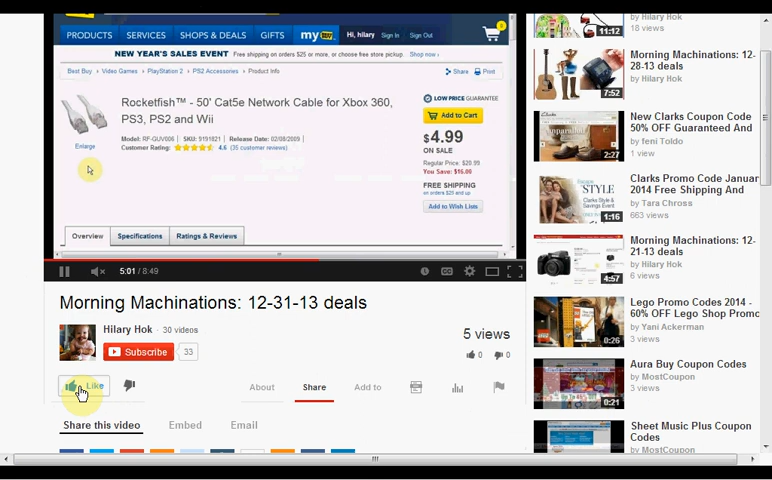 PRODUCTS SERVICES SHOPS & DEALS GIFTS my Hi, hilary Sign In Sign Out
NEW YEAR'S SALES EVENT Free shipping on orders $25 or more, or choose free store pickup. Shop now ›
Best Buy › Video Games › PlayStation 2 › PS2 Accessories › Product Info Share Print
Rocketfish™ - 50' Cat5e Network Cable for Xbox 360,
PS3, PS2 and Wii
Model: RF-GUV006 SKU: 9191821 Release Date: 02/08/2009
Customer Rating: 4.6 (35 customer reviews)
Enlarge
LOW PRICE GUARANTEE
Add to Cart
$4.99
ON SALE
Regular Price: $20.99
You Save: $16.00
FREE SHIPPING
on orders $25 and up
Add to Wish Lists
Overview Specifications Ratings & Reviews
5:01 / 8:49
Morning Machinations: 12-31-13 deals
Hilary Hok · 30 videos
Subscribe 33
5 views
0 0
Like
About Share Add to
Share this video Embed Email
by Hilary Hok
18 views
11:12
Morning Machinations: 12-
28-13 deals
by Hilary Hok
7:52
New Clarks Coupon Code
50% OFF Guaranteed And
by feni Toldo
1 view
2:27
Clarks Promo Code January
2014 Free Shipping And
by Tara Chross
663 views
STYLE
1:16
Morning Machinations: 12-
21-13 deals
by Hilary Hok
6 views
4:57
Lego Promo Codes 2014 -
60% OFF Lego Shop Promo
by Yani Ackerman
3 views
0:26
Aura Buy Coupon Codes
by MostCoupon
3 views
0:21
Sheet Music Plus Coupon
Codes
by MostCoupon